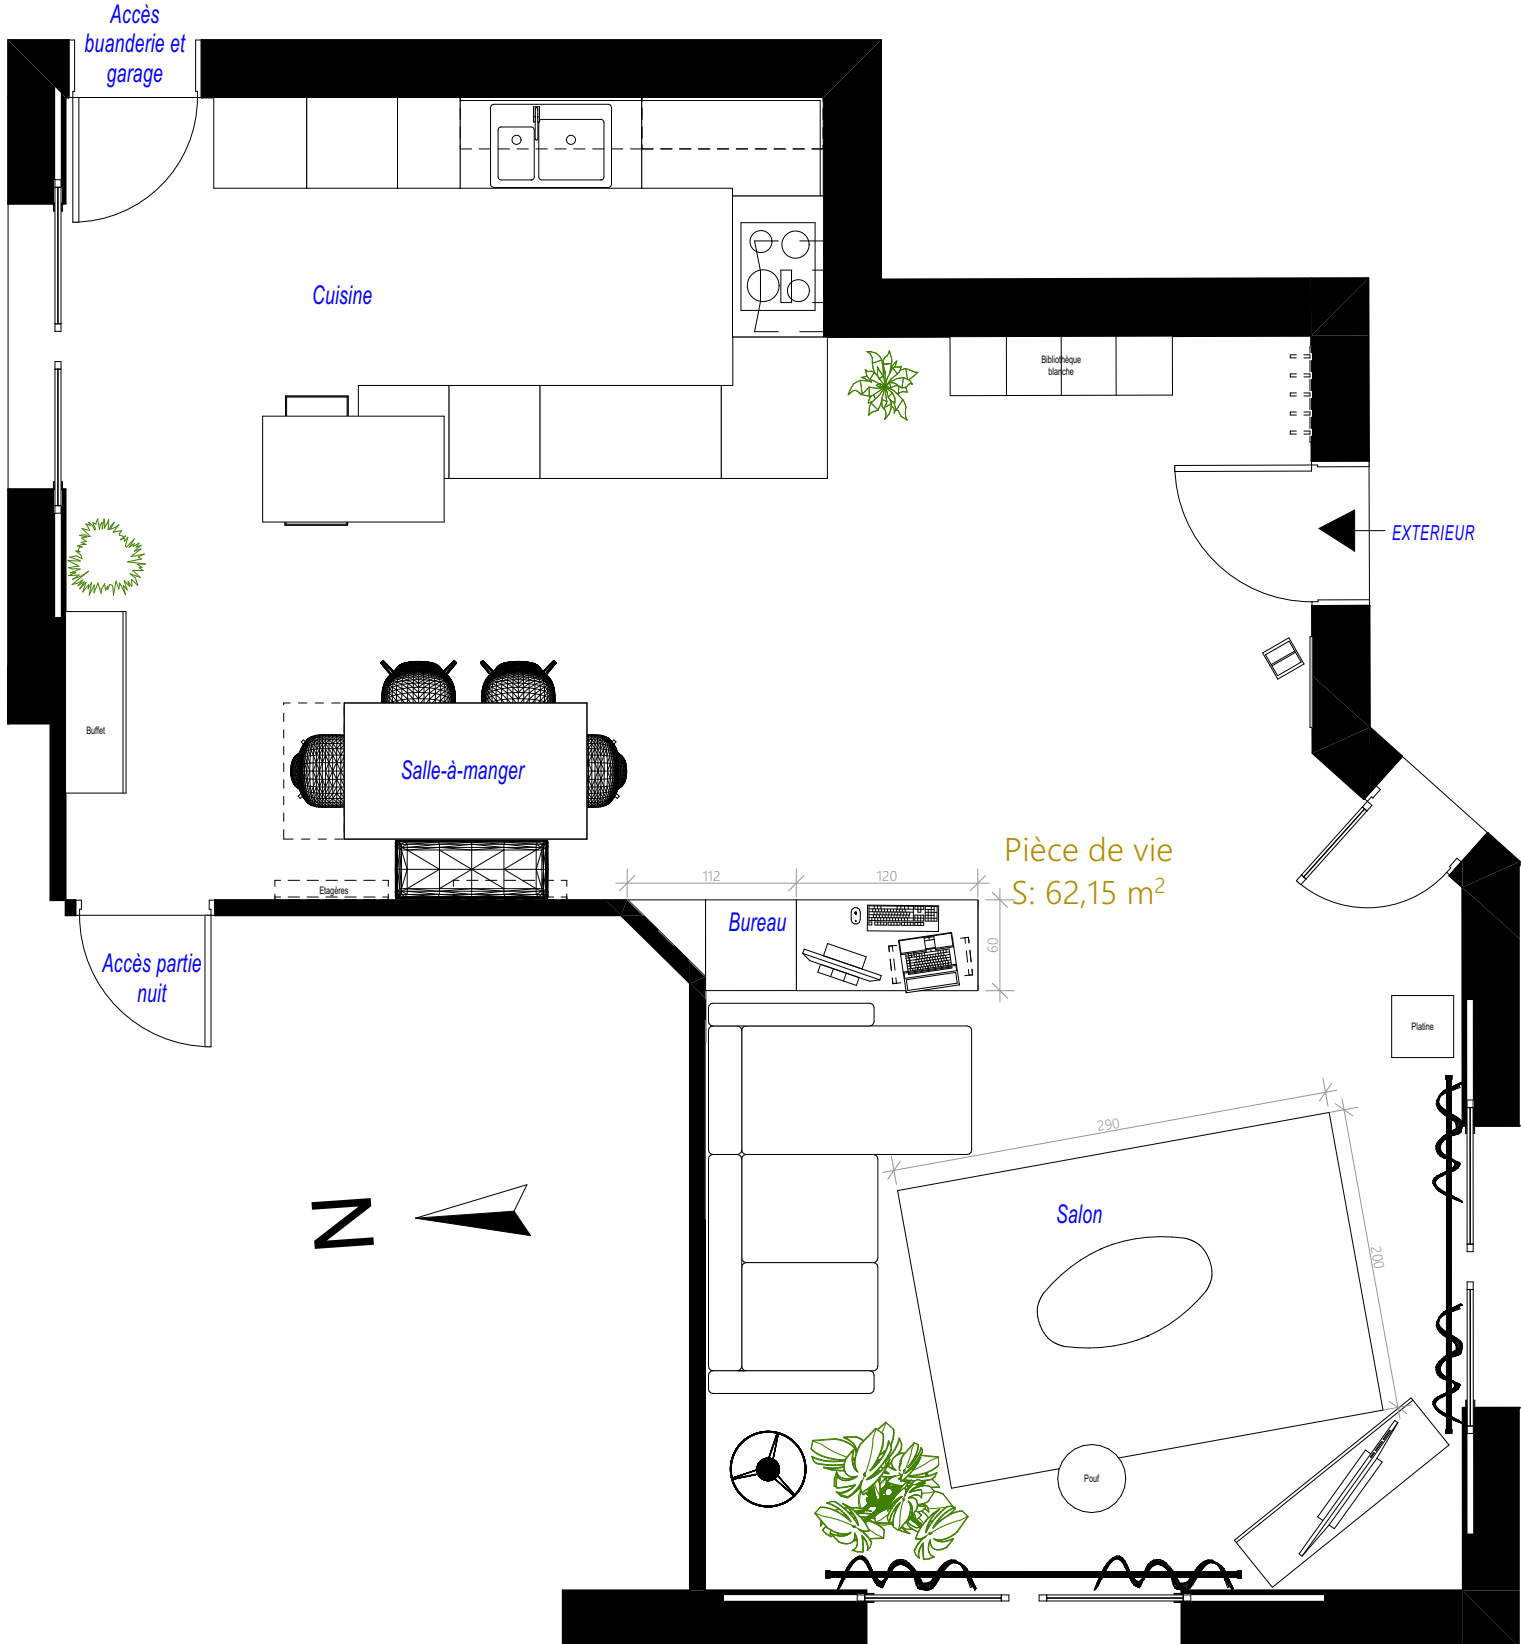 Accès
buanderie et
garage
Cuisine
Bibliothèque
blanche
EXTERIEUR
Buffet
Salle-à-manger
Pièce de vie
S: 62,15 m²
112
120
Etagères
Bureau
60
Accès partie
nuit
Platine
290
N
Salon
200
Pouf